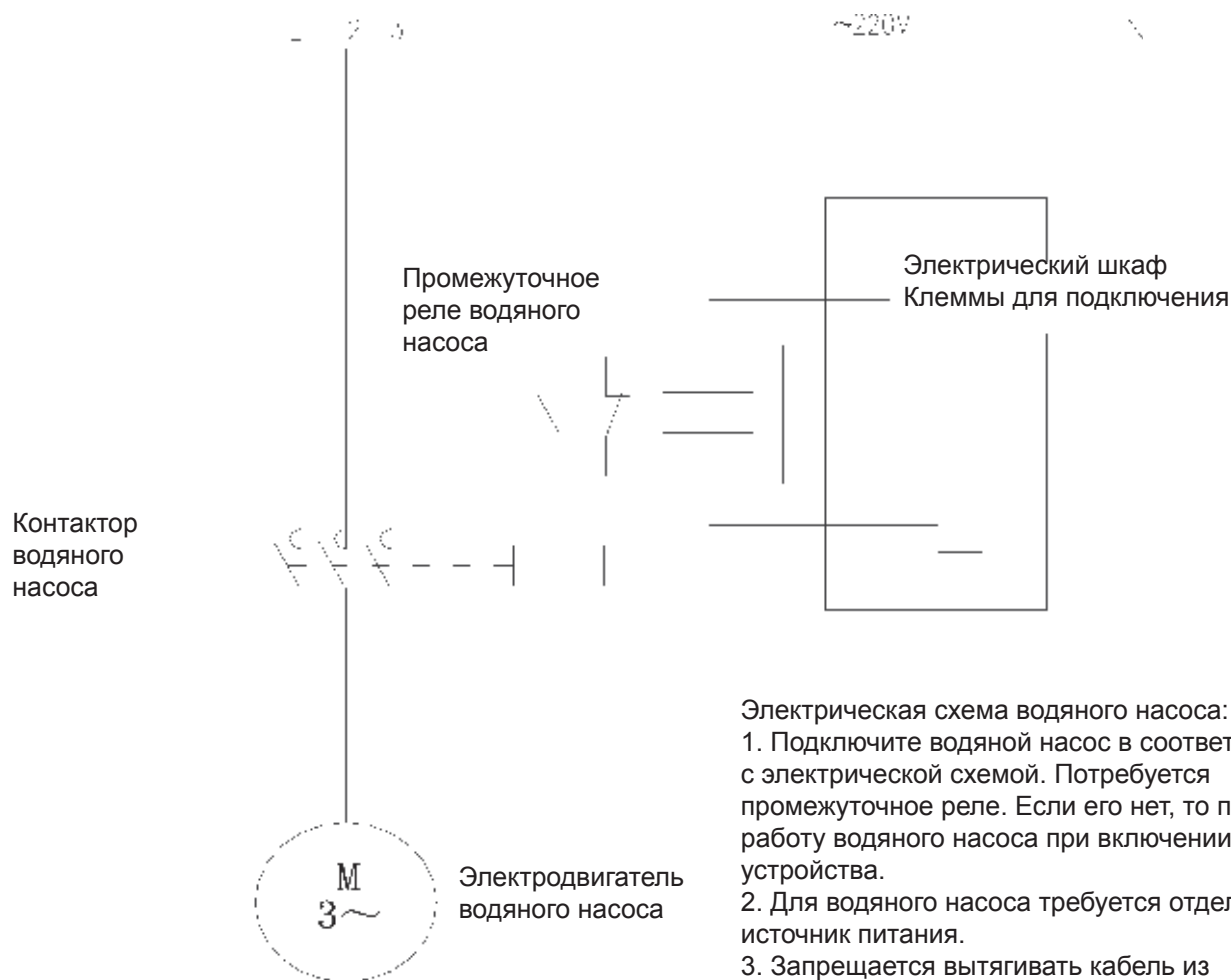 ~220V
Промежуточное
реле водяного
насоса
Электрический шкаф
Клеммы для подключения
Контактор
водяного
насоса
M
3~
Электродвигатель
водяного насоса
Электрическая схема водяного насоса:
1. Подключите водяной насос в соответ
с электрической схемой. Потребуется
промежуточное реле. Если его нет, то п
работу водяного насоса при включении
устройства.
2. Для водяного насоса требуется отдел
источник питания.
3. Запрещается вытягивать кабель из